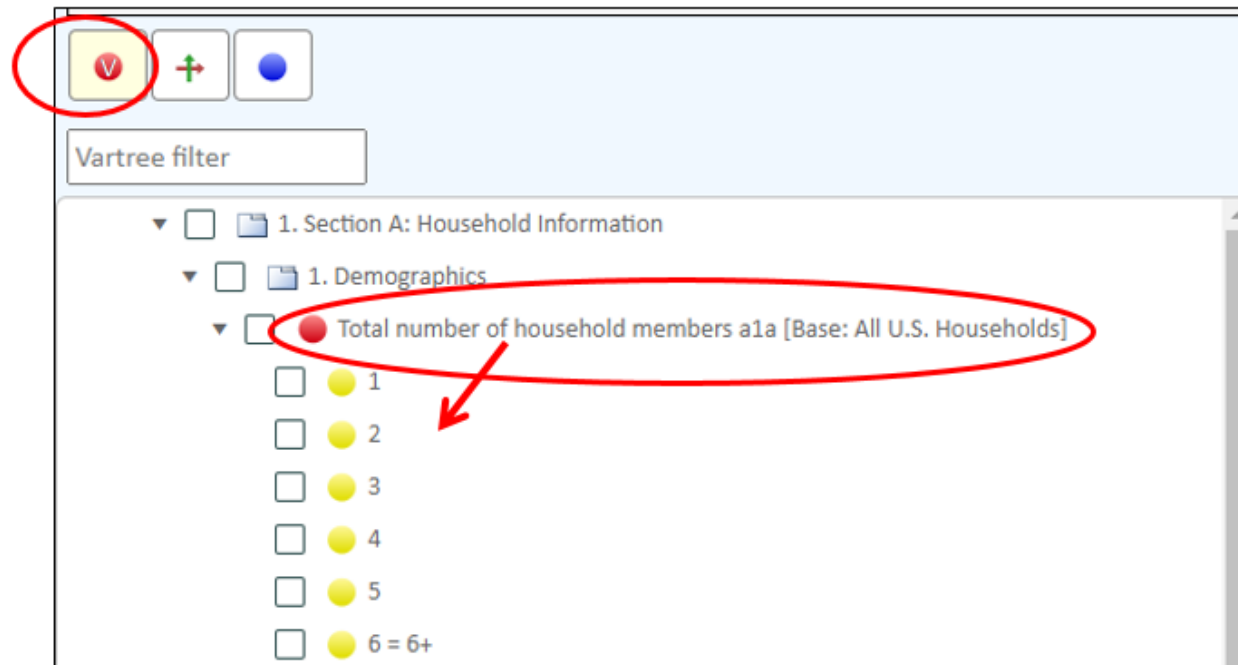 V
Vartree filter
1. Section A: Household Information
1. Demographics
Total number of household members a1a [Base: All U.S. Households]
1
2
3
4
5
6 = 6+